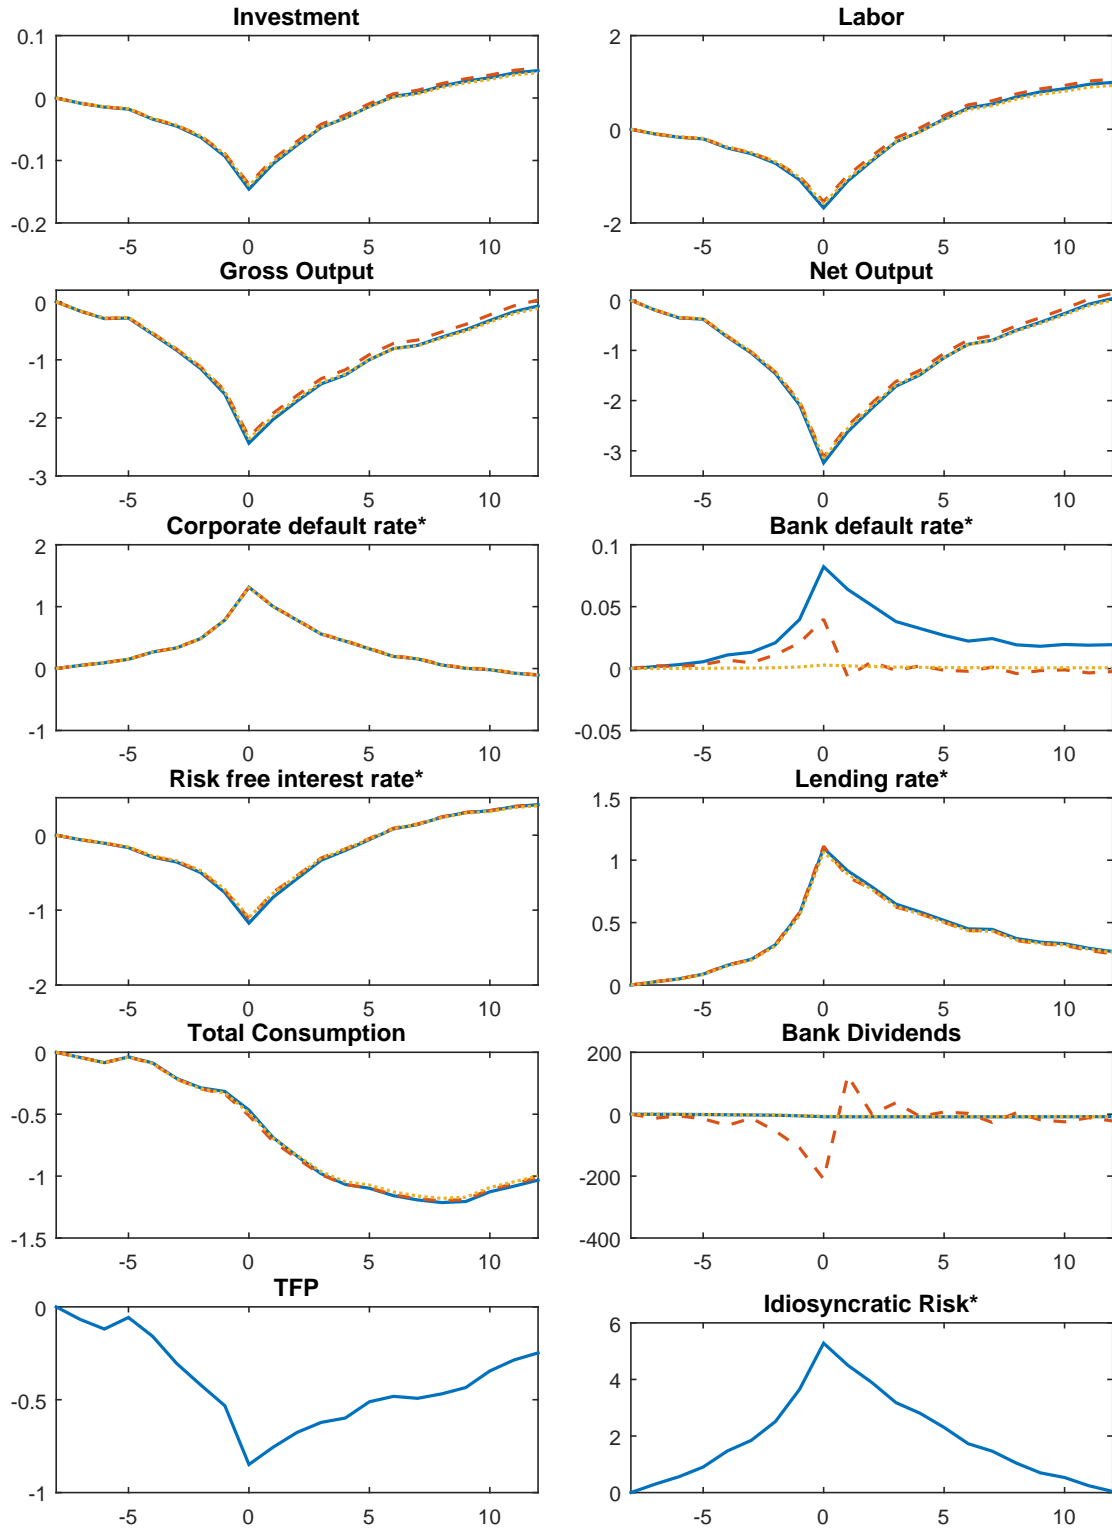 Investment
0.1
0
-0.1
-0.2
-5 0 5 10
Labor
2
0
-2
-5 0 5 10
Gross Output
0
-1
-2
-3
-5 0 5 10
Net Output
0
-1
-2
-3
-5 0 5 10
Corporate default rate*
2
1
0
-1
-5 0 5 10
Bank default rate*
0.1
0.05
0
-0.05
-5 0 5 10
Risk free interest rate*
0
-1
-2
-5 0 5 10
Lending rate*
1.5
1
0.5
0
-5 0 5 10
Total Consumption
0
-0.5
-1
-1.5
-5 0 5 10
Bank Dividends
200
0
-200
-400
-5 0 5 10
TFP
0
-0.5
-1
-5 0 5 10
Idiosyncratic Risk*
6
4
2
0
-5 0 5 10